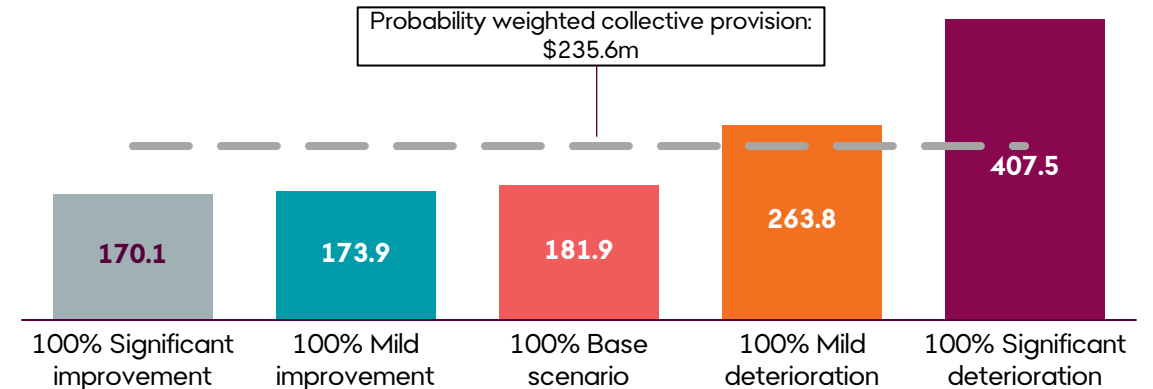 Probability weighted collective provision:
$235.6m
407.5
263.8
170.1
173.9
181.9
100% Significant
improvement
100% Mild
improvement
100% Base
scenario
100% Mild
deterioration
100% Significant
deterioration